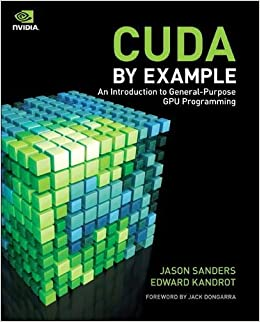 NVIDIA.
CUDA
BY EXAMPLE
An Introduction to General-Purpose
GPU Programming
JASON SANDERS
EDWARD KANDROT
FOREWORD BY JACK DONGARRA